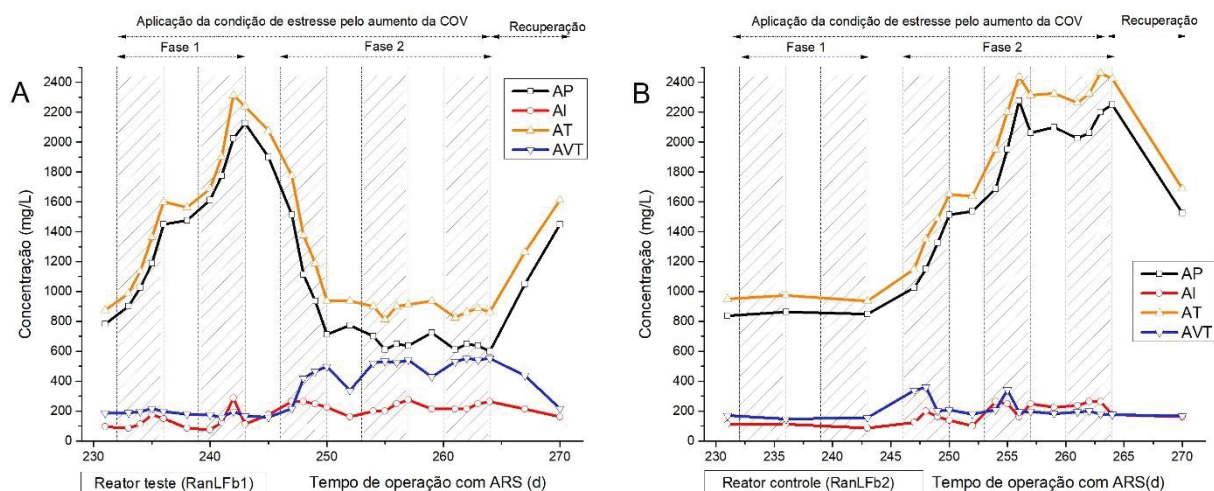 Aplicação da condição de estresse pelo aumento da COV
Recuperação
Fase 1
Fase 2
A
2400
2200
2000
1800
1600
1400
1200
1000
800
600
400
200
0
Concentração (mg/L)
AP
AI
AT
AVT
230
240
250
260
270
Reator teste (RanLFb1)
Tempo de operação com ARS (d)
Aplicação da condição de estresse pelo aumento da COV
Recuperação
Fase 1
Fase 2
B
2400
2200
2000
1800
1600
1400
1200
1000
800
600
400
200
0
Concentração (mg/L)
AP
AI
AT
AVT
230
235
240
245
250
255
260
265
270
Reator controle (RanLFb2)
Tempo de operação com ARS(d)